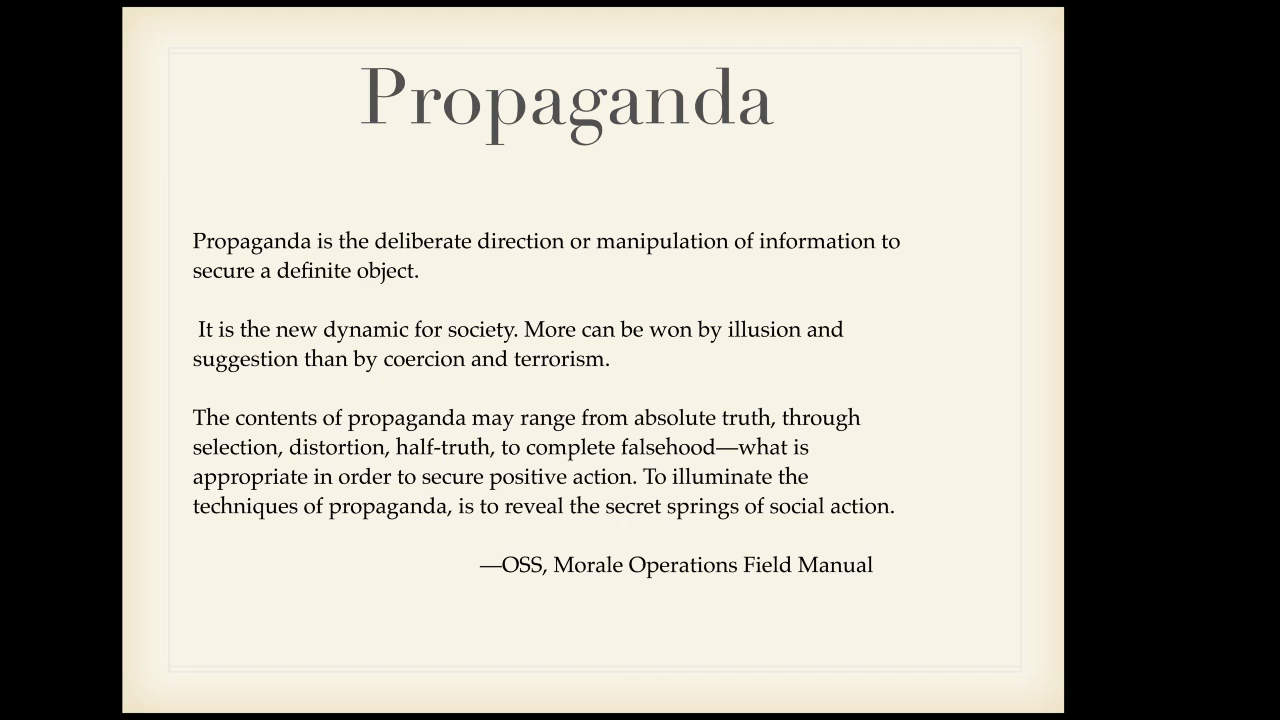 Propaganda
Propaganda is the deliberate direction or manipulation of information to
secure a definite object.
It is the new dynamic for society. More can be won by illusion and
suggestion than by coercion and terrorism.
The contents of propaganda may range from absolute truth, through
selection, distortion, half-truth, to complete falsehood—what is
appropriate in order to secure positive action. To illuminate the
techniques of propaganda, is to reveal the secret springs of social action.
—OSS, Morale Operations Field Manual